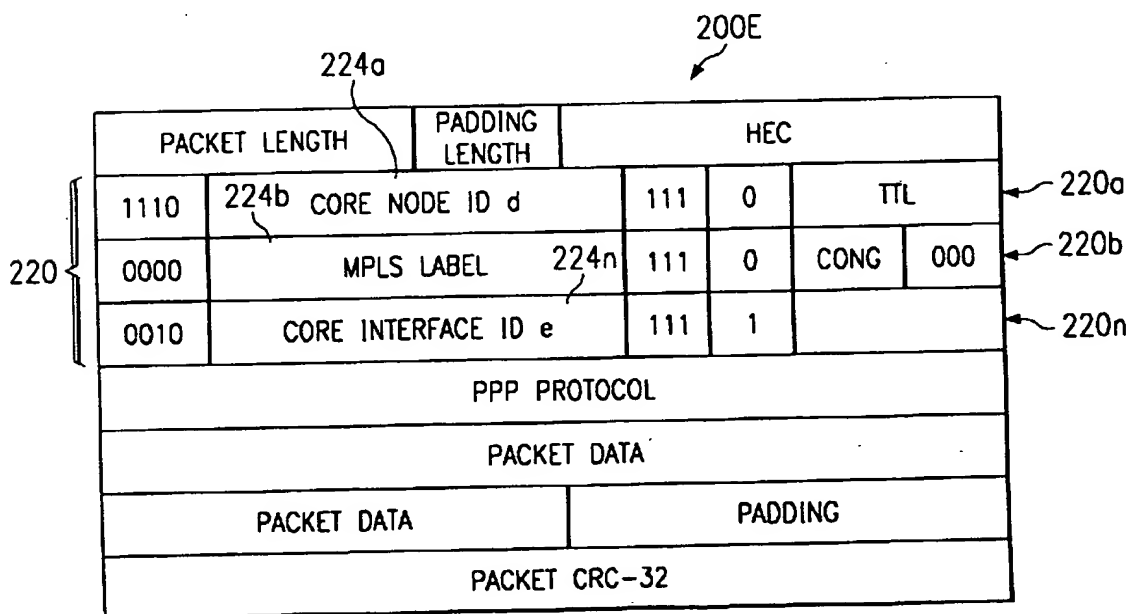 200E
224a
PACKET LENGTH PADDING LENGTH HEC
1110 224b CORE NODE ID d 111 0 TTL 220a
220 0000 MPLS LABEL 224n 111 0 CONG 000 220b
0010 CORE INTERFACE ID e 111 1 220n
PPP PROTOCOL
PACKET DATA
PACKET DATA PADDING
PACKET CRC-32